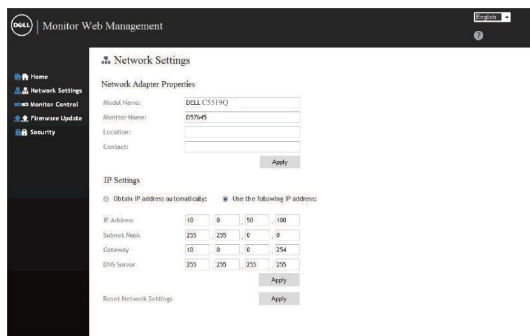 DELL | Monitor Web Management
English
Home
Network Settings
Monitor Control
Firmware Update
Security
Network Settings
Network Adapter Properties
Model Name: DELL C5519Q
Monitor Name: D57645
Location:
Contact:
Apply
IP Settings
Obtain IP address automatically: Use the following IP address:
IP Address 10 . 0 . 50 . 100
Subnet Mask 255 . 255 . 0 . 0
Gateway 10 . 0 . 0 . 254
DNS Server 255 . 255 . 255 . 255
Apply
Reset Network Settings Apply